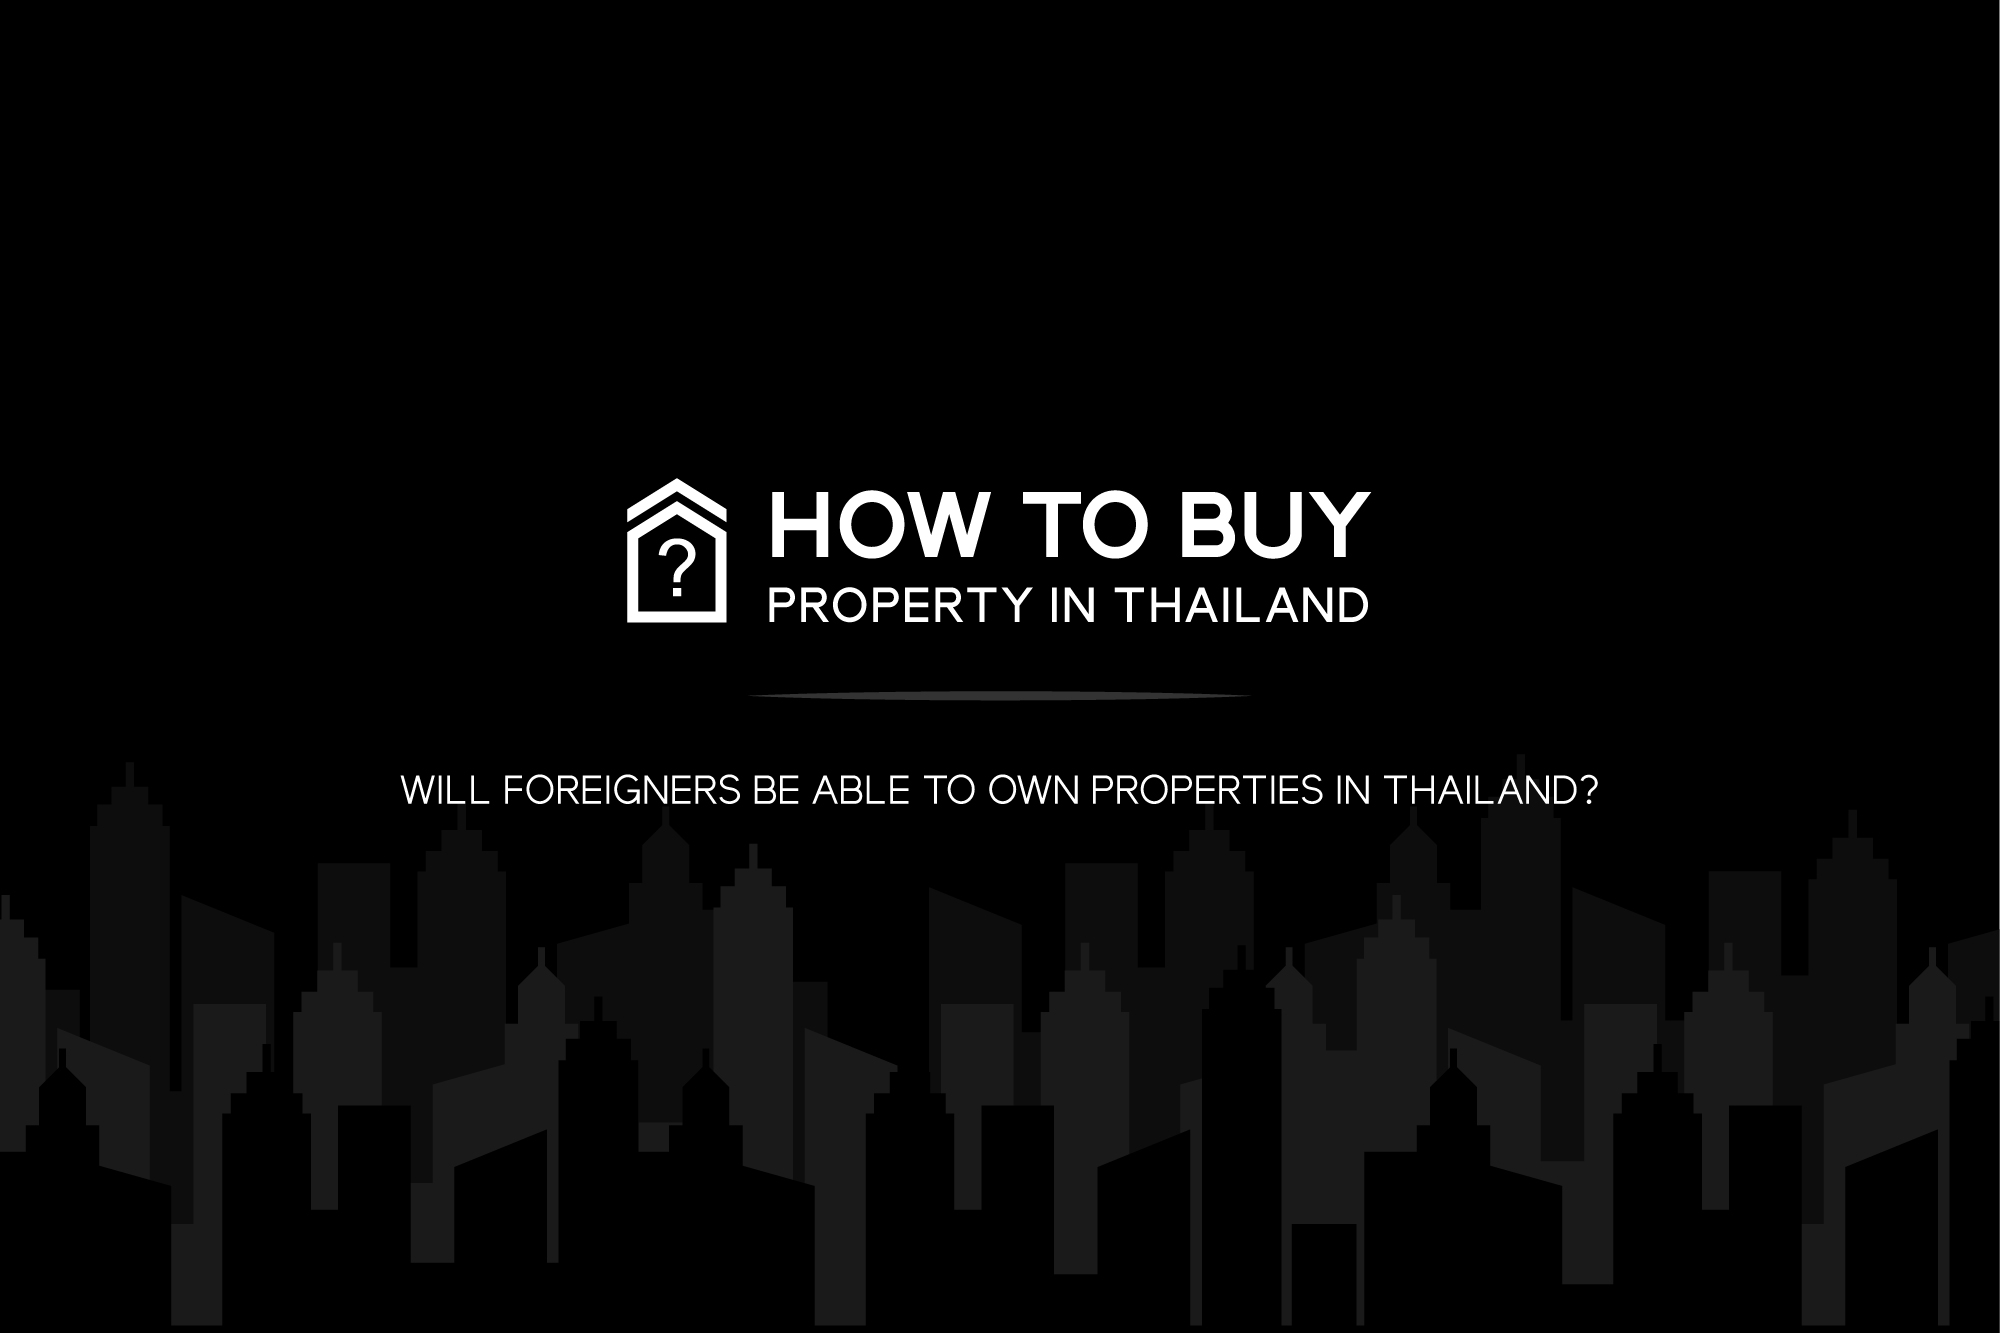 ?
HOW TO BUY
PROPERTY IN THAILAND
WILL FOREIGNERS BE ABLE TO OWN PROPERTIES IN THAILAND?